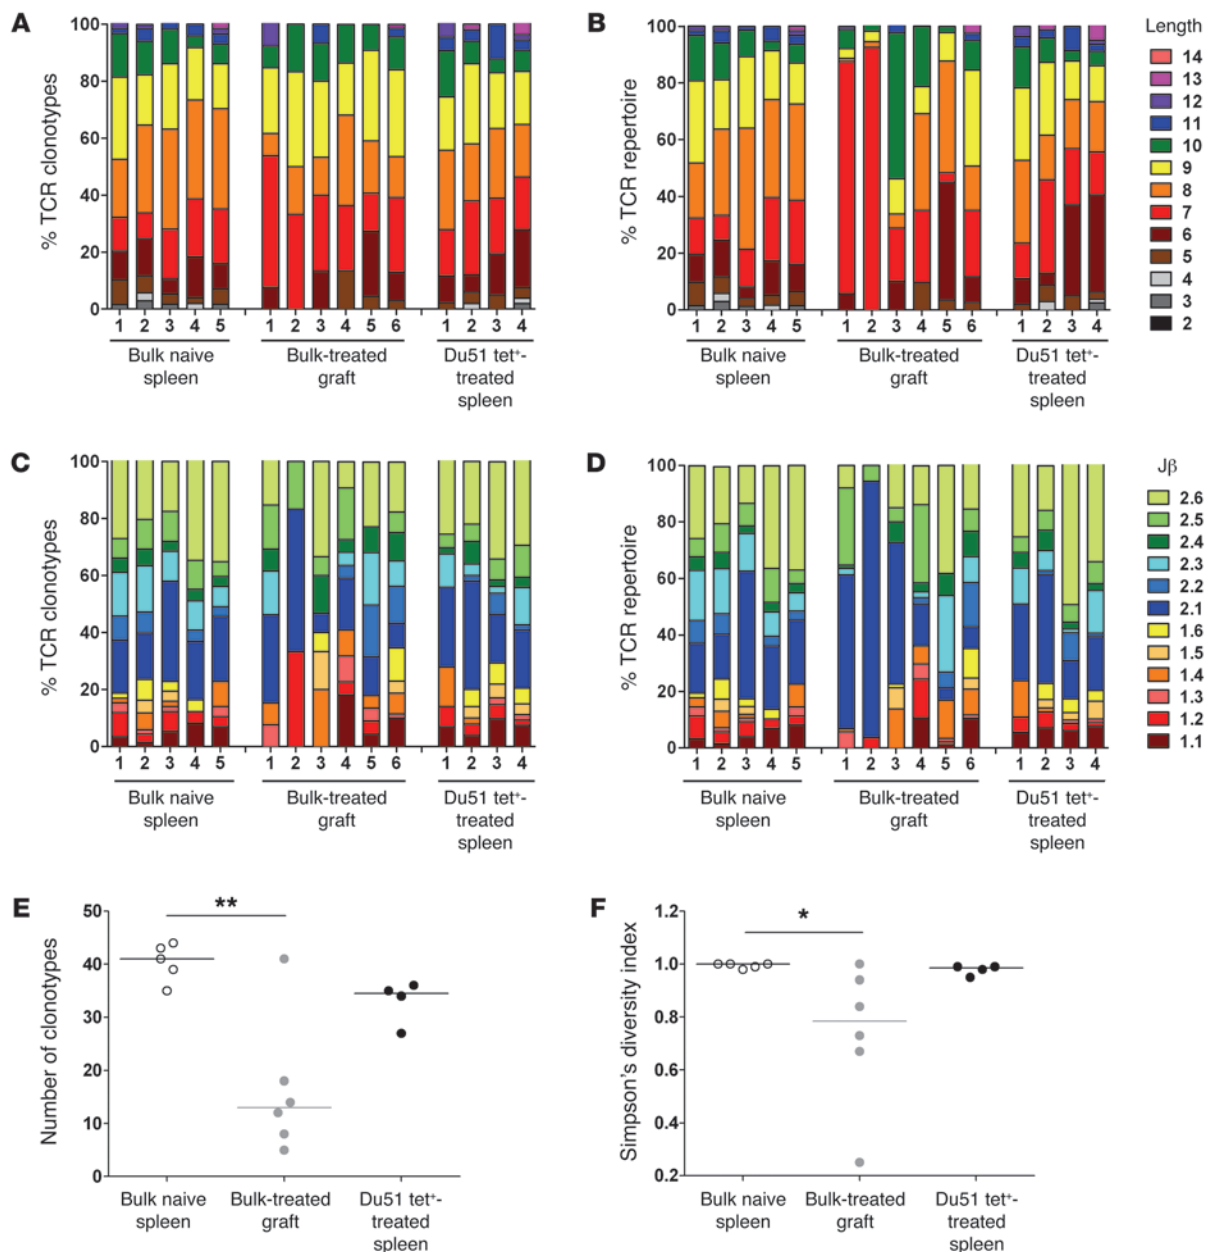 A
% TCR clonotypes
100
80
60
40
20
0
1 2 3 4 5 1 2 3 4 5 6 1 2 3 4
Bulk naive
spleen
Bulk-treated
graft
Du51 tet+-
treated
spleen
B
% TCR repertoire
100
80
60
40
20
0
1 2 3 4 5 1 2 3 4 5 6 1 2 3 4
Bulk naive
spleen
Bulk-treated
graft
Du51 tet+-
treated
spleen
Length
14
13
12
11
10
9
8
7
6
5
4
3
2
C
% TCR clonotypes
100
80
60
40
20
0
1 2 3 4 5 1 2 3 4 5 6 1 2 3 4
Bulk naive
spleen
Bulk-treated
graft
Du51 tet+-
treated
spleen
D
% TCR repertoire
100
80
60
40
20
0
1 2 3 4 5 1 2 3 4 5 6 1 2 3 4
Bulk naive
spleen
Bulk-treated
graft
Du51 tet+-
treated
spleen
Jβ
2.6
2.5
2.4
2.3
2.2
2.1
1.6
1.5
1.4
1.3
1.2
1.1
E
Number of clonotypes
50
40
30
20
10
0
**
Bulk naive
spleen
Bulk-treated
graft
Du51 tet+-
treated
spleen
F
Simpson's diversity index
1.2
1.0
0.8
0.6
0.4
0.2
*
Bulk naive
spleen
Bulk-treated
graft
Du51 tet+-
treated
spleen